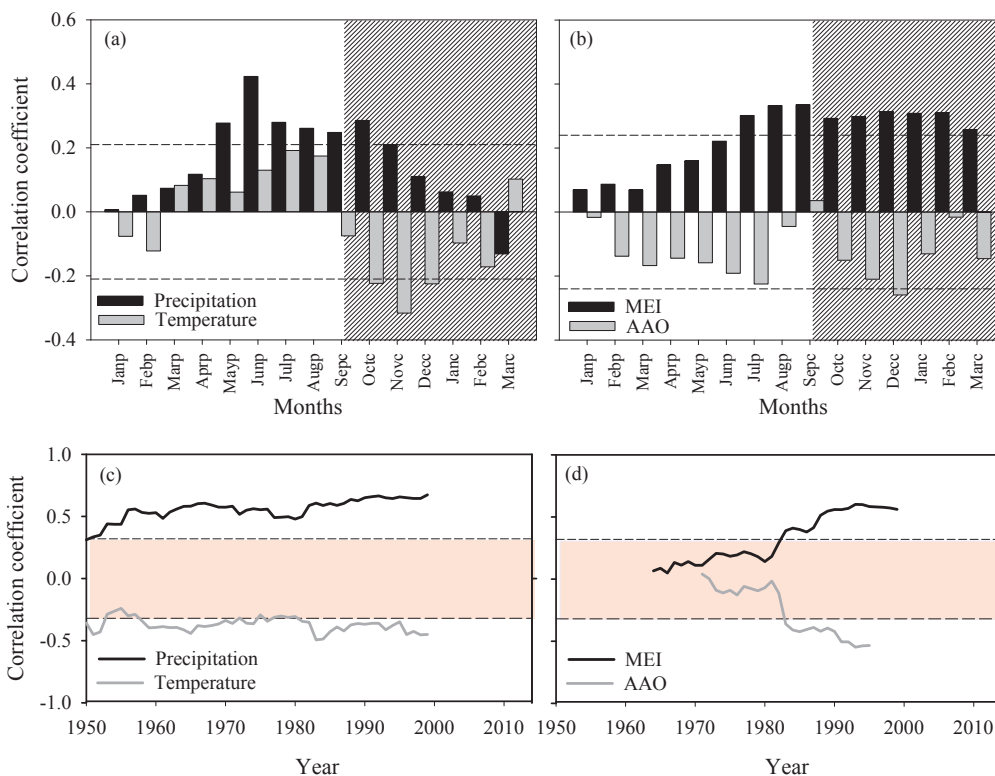 (a)
(b)
Correlation coefficient
0.6
0.4
0.2
0.0
-0.2
-0.4
Precipitation
Temperature
MEI
AAO
Janp
Febp
Marp
Aprp
Mayp
Junp
Julp
Augp
Sepc
Octc
Novc
Decc
Janc
Febc
Marc
Months
Janp
Febp
Marp
Aprp
Mayp
Junp
Julp
Augp
Sepc
Octc
Novc
Decc
Janc
Febc
Marc
Months
(c)
(d)
Correlation coefficient
1.0
0.5
0.0
-0.5
-1.0
Precipitation
Temperature
MEI
AAO
1950 1960 1970 1980 1990 2000 2010
1950 1960 1970 1980 1990 2000 2010
Year
Year